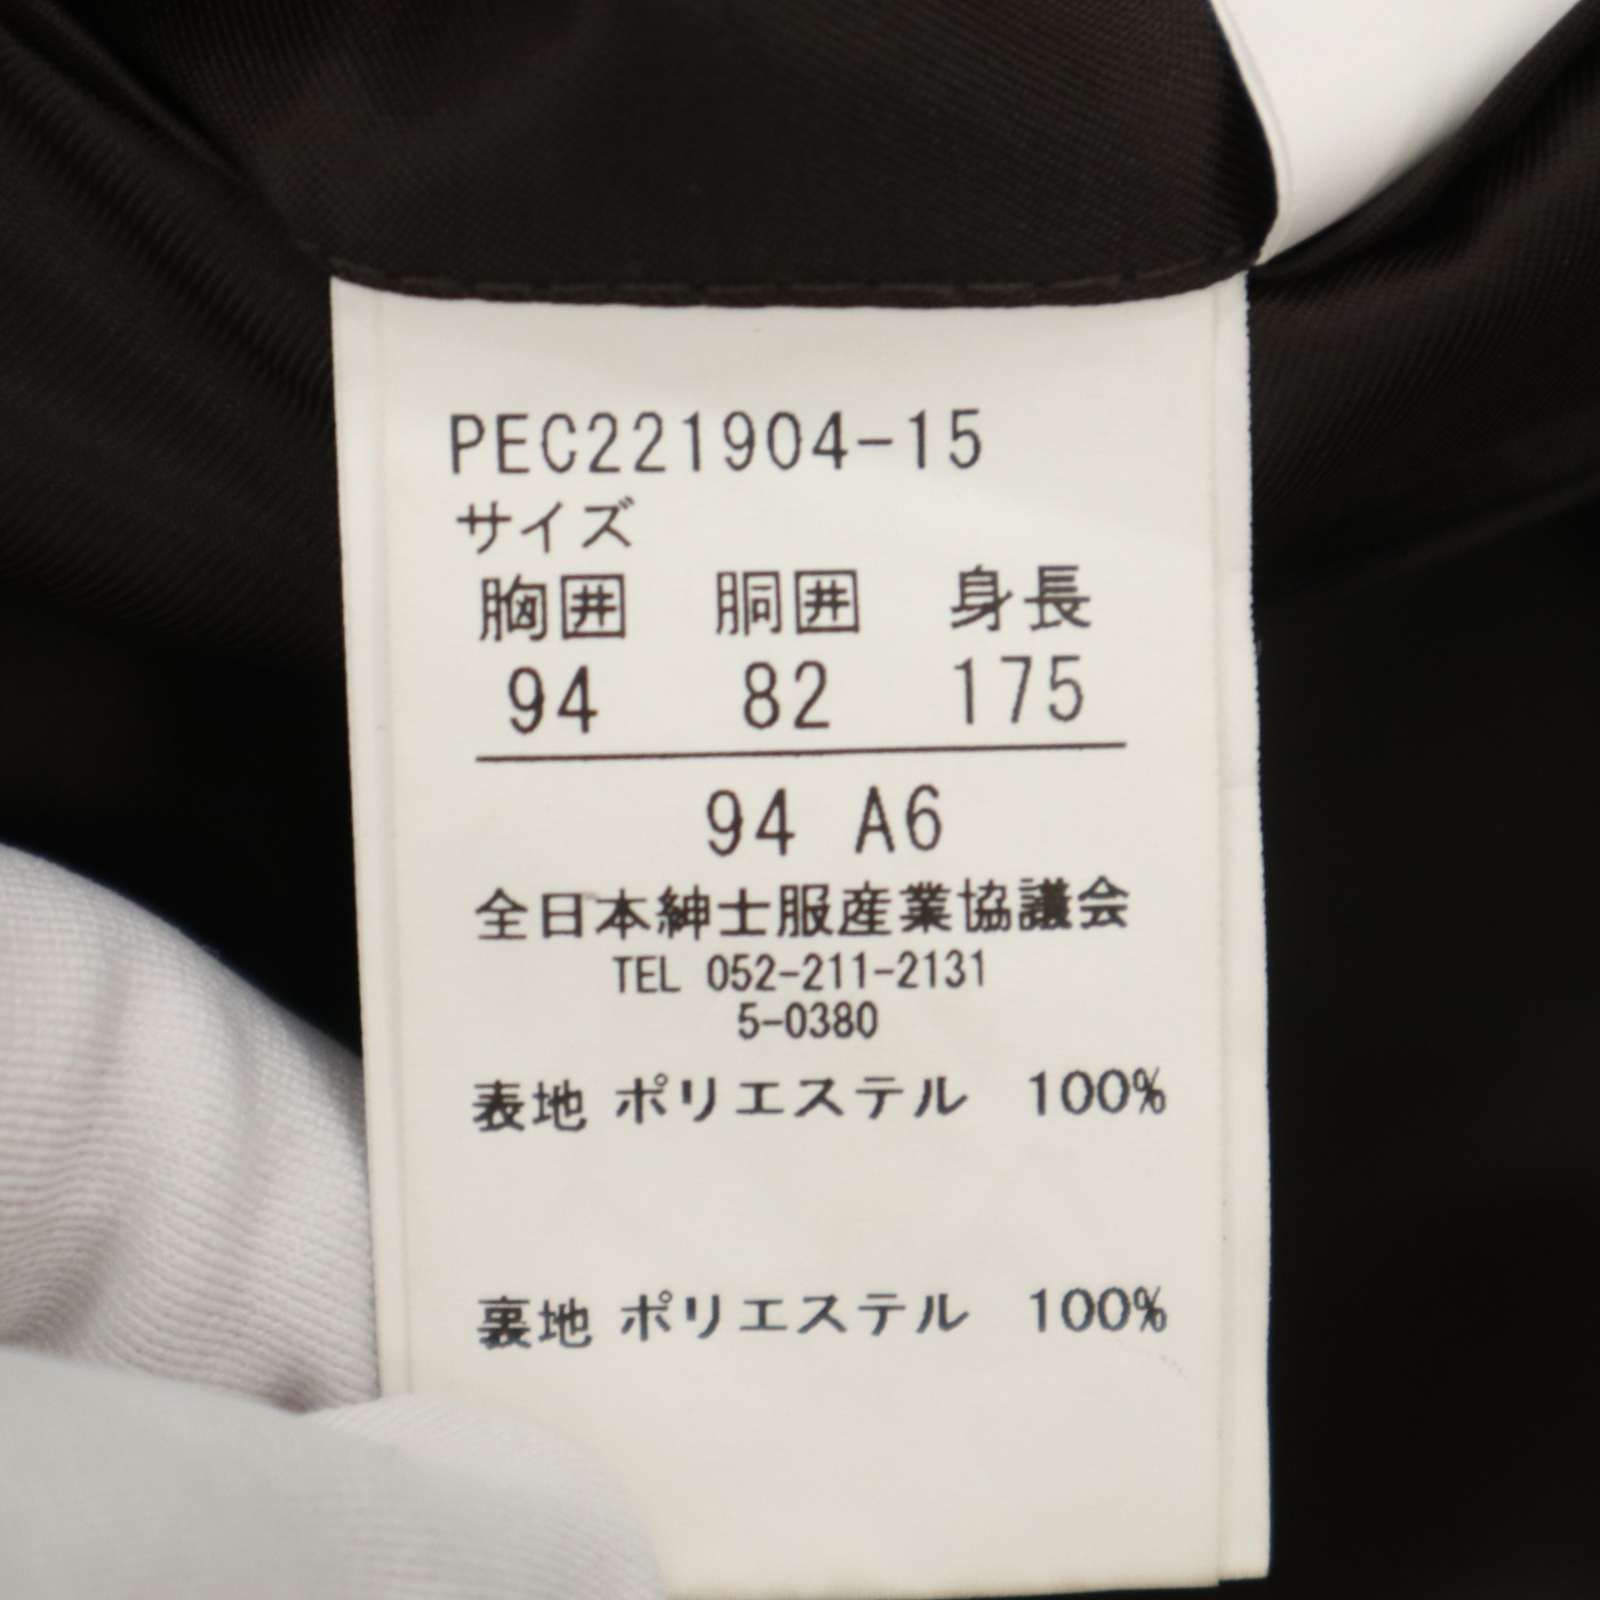 PEC221904-15
サイズ
胸囲 胴囲 身長
94 82 175
94 A6
全日本紳士服産業協議会
TEL 052-211-2131
5-0380
表地 ポリエステル 100%
裏地 ポリエステル 100%